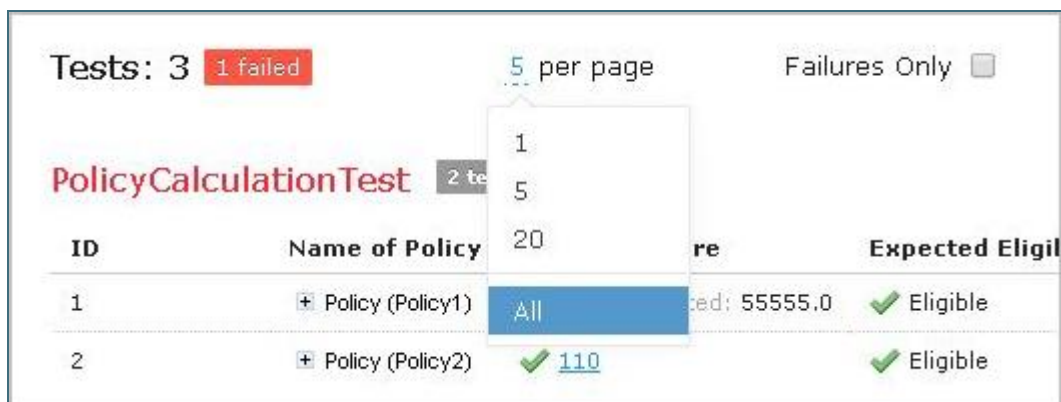 Tests: 3 1 failed 5 per page Failures Only
1
PolicyCalculationTest 2 te
5
20
ID Name of Policy re Expected Eligil
1 Policy (Policy1) All ted: 55555.0 Eligible
2 Policy (Policy2) 110 Eligible